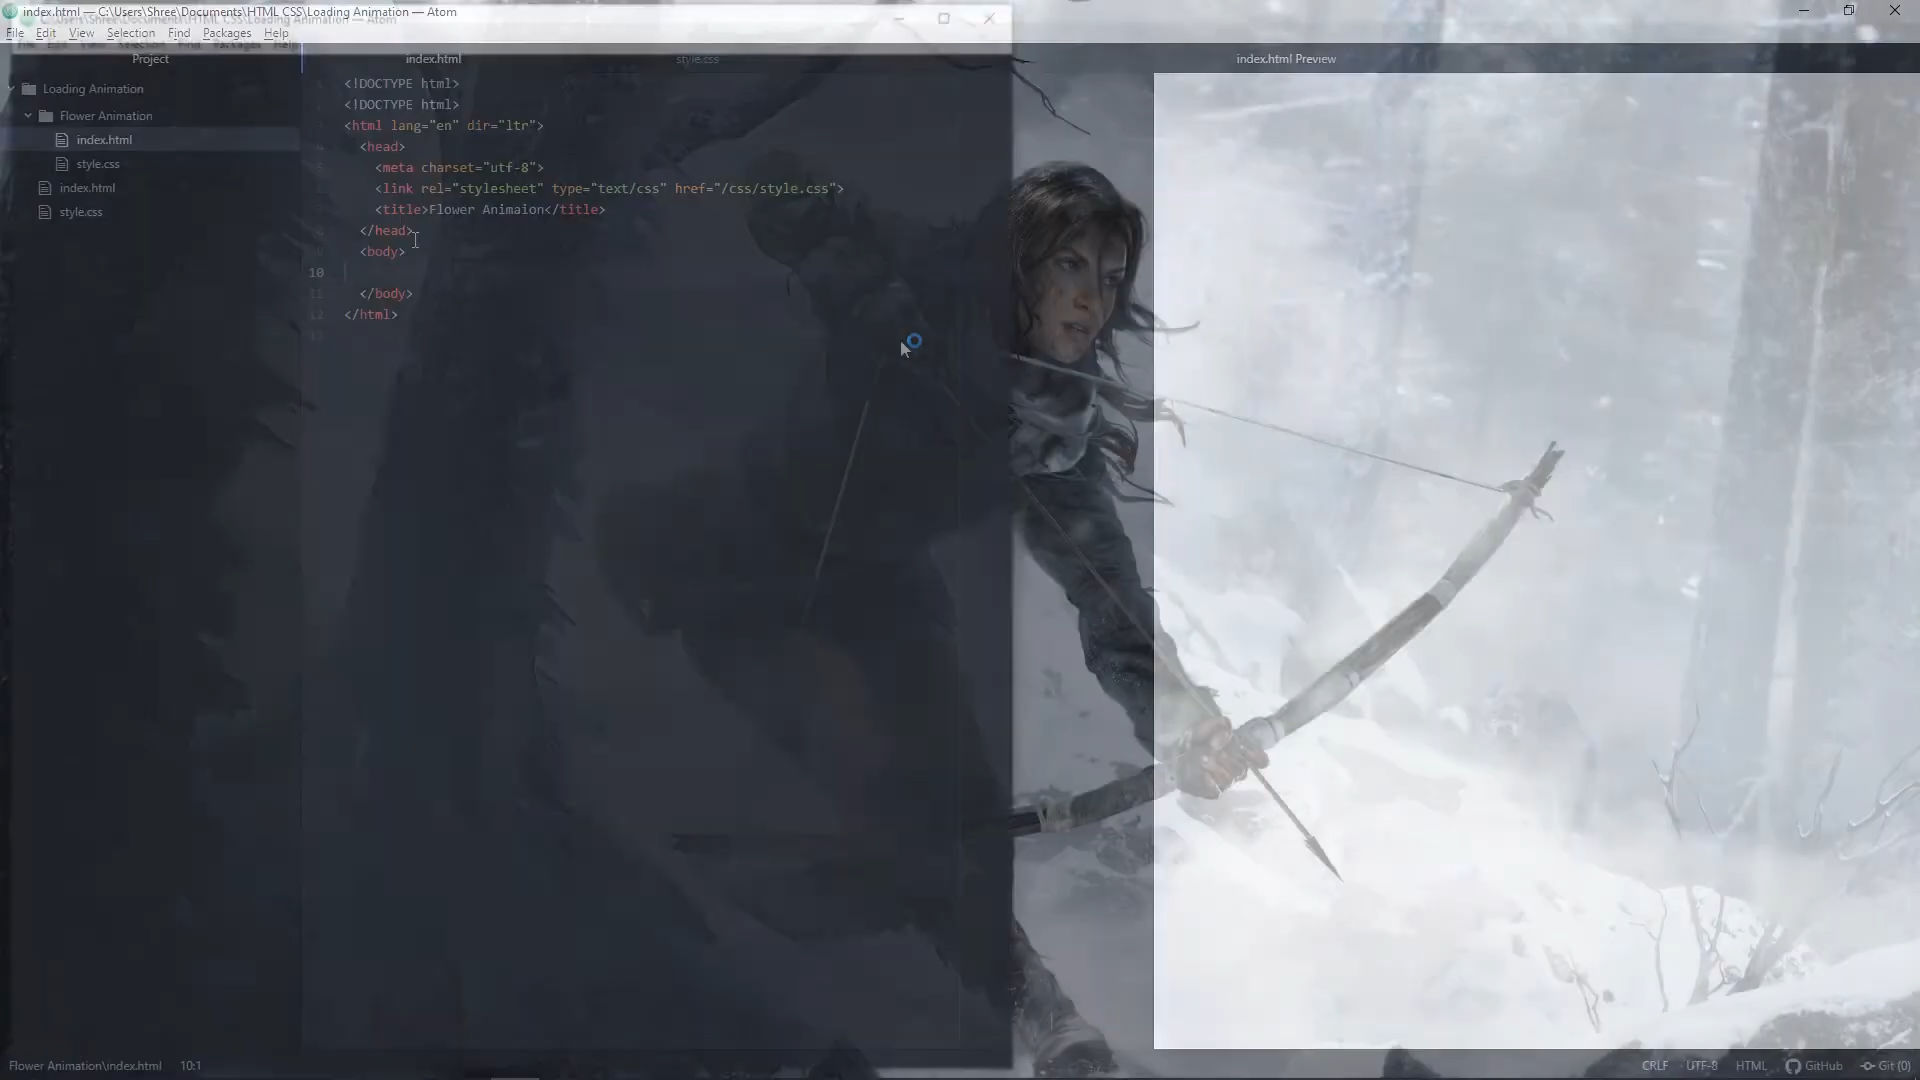 index.html — C:\Users\Shree\Documents\HTML CSS\Loading Animation — Atom
File Edit View Selection Find Packages Help
Project
index.html
style.css
index.html Preview
Loading Animation
Flower Animation
index.html
style.css
index.html
style.css
<!DOCTYPE html>
<!DOCTYPE html>
<html lang="en" dir="ltr">
<head>
<meta charset="utf-8">
<link rel="stylesheet" type="text/css" href="/css/style.css">
<title>Flower Animaion</title>
</head>
<body>
10
</body>
11
</html>
12
13
Flower Animation\index.html 10:1
CRLF UTF-8 HTML GitHub Git (0)